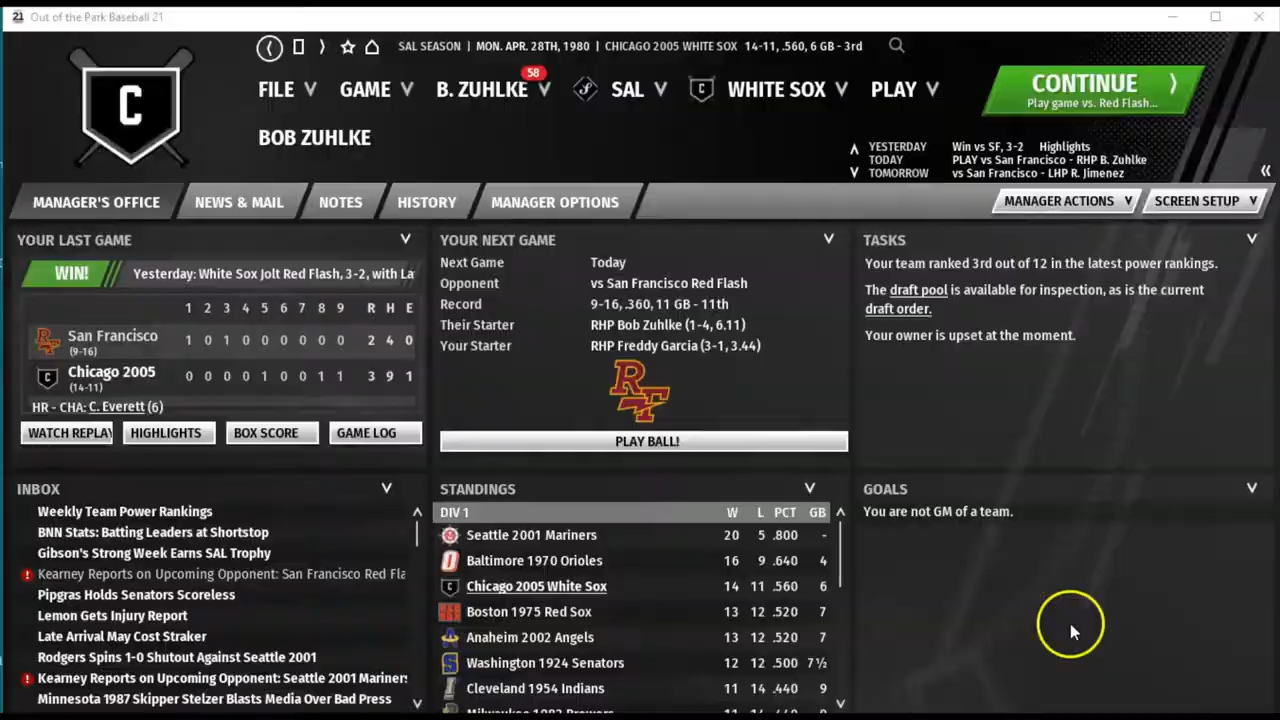 21 Out of the Park Baseball 21
SAL SEASON | MON. APR. 28TH, 1980 | CHICAGO 2005 WHITE SOX 14-11, .560, 6 GB - 3rd
58
FILE GAME B. ZUHLKE SAL WHITE SOX PLAY
CONTINUE
Play game vs. Red Flash...
C
BOB ZUHLKE
YESTERDAY Win vs SF, 3-2 Highlights
TODAY PLAY vs San Francisco - RHP B. Zuhlke
TOMORROW vs San Francisco - LHP R. Jimenez
MANAGER'S OFFICE NEWS & MAIL NOTES HISTORY MANAGER OPTIONS MANAGER ACTIONS SCREEN SETUP
YOUR LAST GAME
WIN! Yesterday: White Sox Jolt Red Flash, 3-2, with La
1 2 3 4 5 6 7 8 9 R H E
San Francisco 1 0 1 0 0 0 0 0 0 2 4 0
(9-16)
Chicago 2005 0 0 0 0 1 0 0 1 1 3 9 1
(14-11)
HR - CHA: C. Everett (6)
WATCH REPLAY HIGHLIGHTS BOX SCORE GAME LOG
YOUR NEXT GAME
Next Game Today
Opponent vs San Francisco Red Flash
Record 9-16, .360, 11 GB - 11th
Their Starter RHP Bob Zuhlke (1-4, 6.11)
Your Starter RHP Freddy Garcia (3-1, 3.44)
PLAY BALL!
TASKS
Your team ranked 3rd out of 12 in the latest power rankings.
The draft pool is available for inspection, as is the current
draft order.
Your owner is upset at the moment.
INBOX
Weekly Team Power Rankings
BNN Stats: Batting Leaders at Shortstop
Gibson's Strong Week Earns SAL Trophy
Kearney Reports on Upcoming Opponent: San Francisco Red Fla
Pipgras Holds Senators Scoreless
Lemon Gets Injury Report
Late Arrival May Cost Straker
Rodgers Spins 1-0 Shutout Against Seattle 2001
Kearney Reports on Upcoming Opponent: Seattle 2001 Mariners
Minnesota 1987 Skipper Stelzer Blasts Media Over Bad Press
STANDINGS
DIV 1 W L PCT GB
Seattle 2001 Mariners 20 5 .800 -
Baltimore 1970 Orioles 16 9 .640 4
Chicago 2005 White Sox 14 11 .560 6
Boston 1975 Red Sox 13 12 .520 7
Anaheim 2002 Angels 13 12 .520 7
Washington 1924 Senators 12 12 .500 7½
Cleveland 1954 Indians 11 14 .440 9
GOALS
You are not GM of a team.